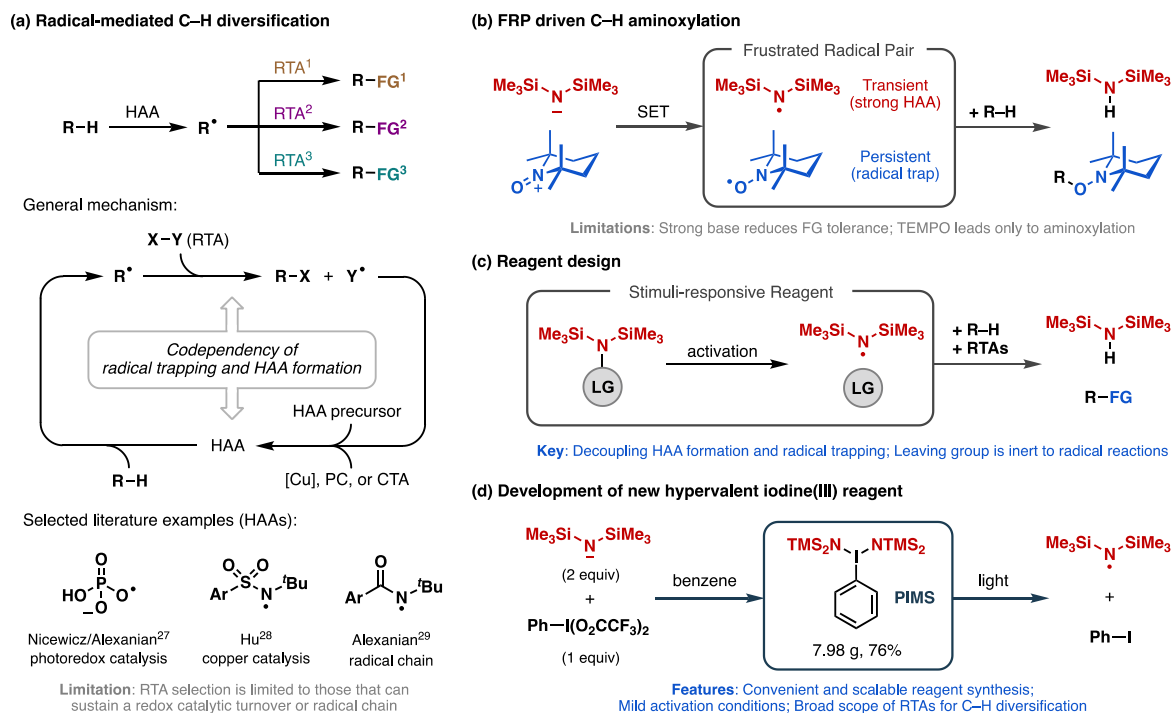 (a) Radical-mediated C–H diversification
R–H
HAA
R•
RTA1
R–FG1
RTA2
R–FG2
RTA3
R–FG3
General mechanism:
X–Y (RTA)
R•
R–X + Y•
Codependency of
radical trapping and HAA formation
HAA precursor
HAA
R–H
[Cu], PC, or CTA
Selected literature examples (HAAs):
O
HO P O•
O
–
O O
Ar S N tBu
•
O
Ar N tBu
•
Nicewicz/Alexanian27
photoredox catalysis
Hu28
copper catalysis
Alexanian29
radical chain
Limitation: RTA selection is limited to those that can
sustain a redox catalytic turnover or radical chain
(b) FRP driven C–H aminoxylation
Me3Si N SiMe3
–
O N
+
SET
Frustrated Radical Pair
Me3Si N SiMe3
•
Transient
(strong HAA)
•O N
Persistent
(radical trap)
+ R–H
Me3Si N SiMe3
H
R O N
Limitations: Strong base reduces FG tolerance; TEMPO leads only to aminoxylation
(c) Reagent design
Stimuli-responsive Reagent
Me3Si N SiMe3
LG
activation
Me3Si N SiMe3
•
LG
+ R–H
+ RTAs
Me3Si N SiMe3
H
R–FG
Key: Decoupling HAA formation and radical trapping; Leaving group is inert to radical reactions
(d) Development of new hypervalent iodine(III) reagent
Me3Si N SiMe3
–
(2 equiv)
+
Ph–I(O2CCF3)2
(1 equiv)
benzene
TMS2N I NTMS2
PIMS
7.98 g, 76%
light
Me3Si N SiMe3
•
+
Ph–I
Features: Convenient and scalable reagent synthesis;
Mild activation conditions; Broad scope of RTAs for C–H diversification